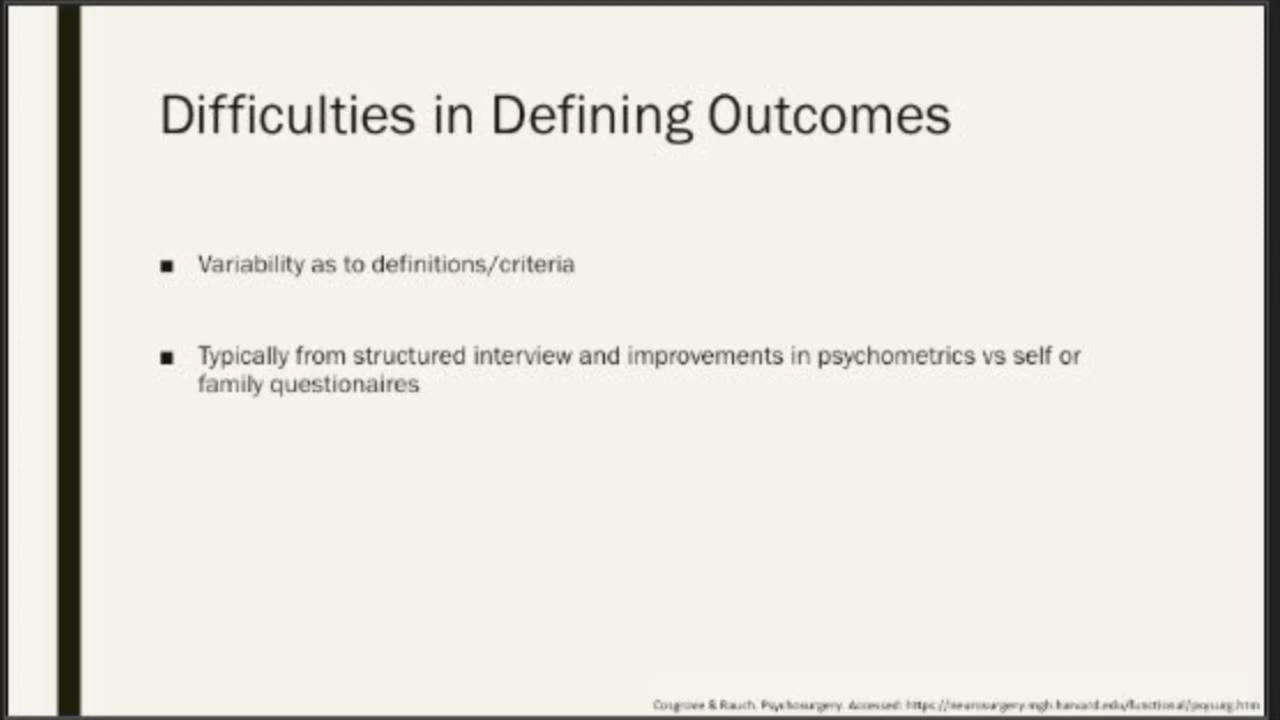 Difficulties in Defining Outcomes
■ Variability as to definitions/criteria
■ Typically from structured interview and improvements in psychometrics vs self or
family questionaires
Cosgrove & Rauch. Psychosurgery. Accessed: https://neurosurgery.mgh.harvard.edu/functional/psysurg.htm